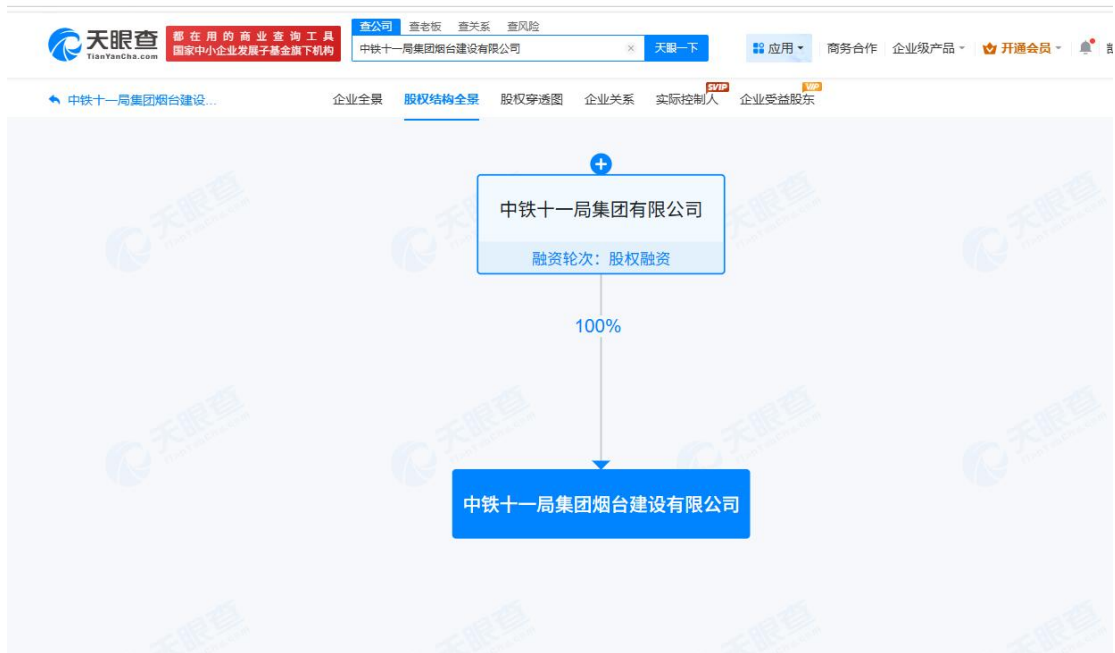 天眼查
TianYanCha.com
都在用的商业查询工具
国家中小企业发展子基金旗下机构
查公司 查老板 查关系 查风险
中铁十一局集团烟台建设有限公司 × 天眼一下
应用 商务合作 企业级产品 开通会员
中铁十一局集团烟台建设...
企业全景 股权结构全景 股权穿透图 企业关系 实际控制人 SVIP 企业受益股东 VIP
中铁十一局集团有限公司
融资轮次：股权融资
100%
中铁十一局集团烟台建设有限公司